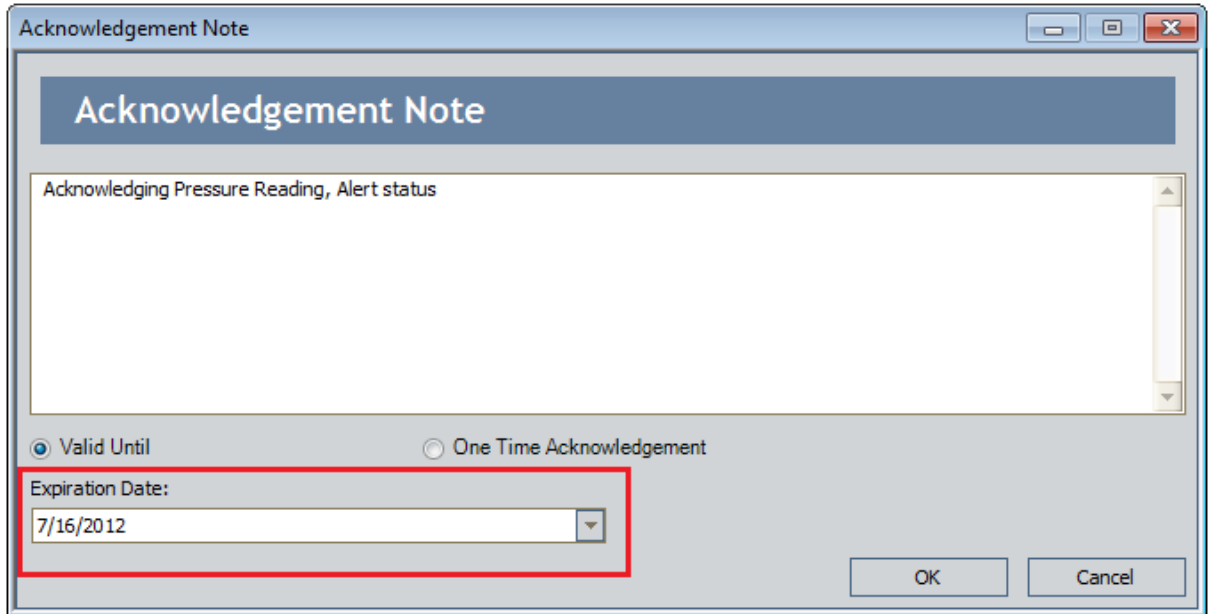 Acknowledgement Note
Acknowledgement Note
Acknowledging Pressure Reading, Alert status
Valid Until One Time Acknowledgement
Expiration Date:
7/16/2012
OK Cancel